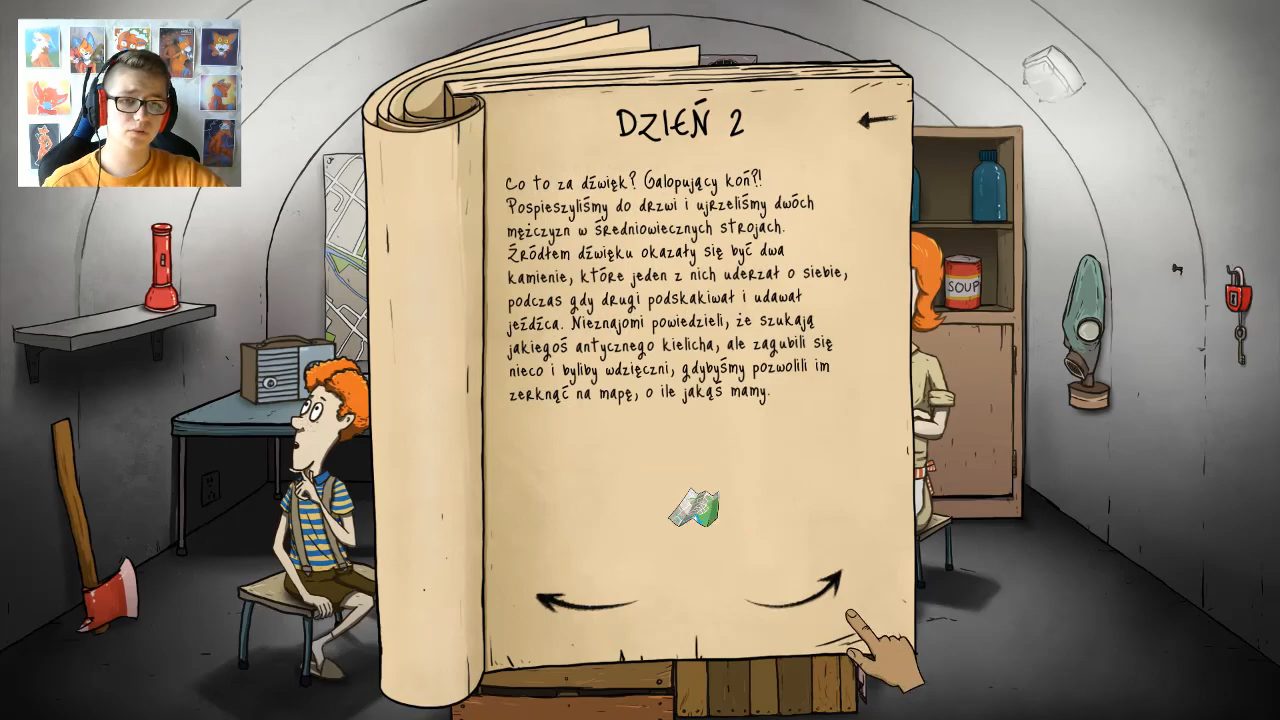 DZIEŃ 2
Co to za dźwięk? Galopujący koń?!
Pospieszyliśmy do drzwi i ujrzeliśmy dwóch
mężczyzn w średniowiecznych strojach.
Źródłem dźwięku okazały się być dwa
kamienie, które jeden z nich uderzał o siebie,
podczas gdy drugi podskakiwał i udawał
jeźdźca. Nieznajomi powiedzieli, że szukają
jakiegoś antycznego kielicha, ale zagubili się
nieco i byliby wdzięczni, gdybyśmy pozwolili im
zerknąć na mapę, o ile jakąś mamy.
SOUP